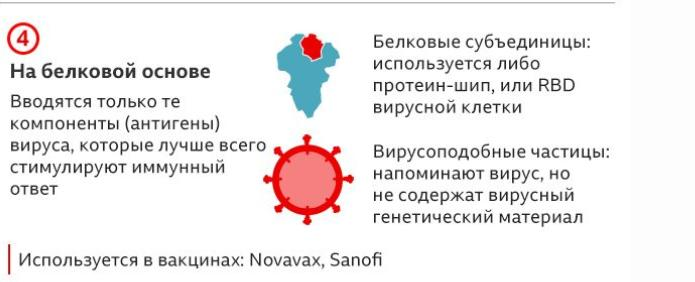 4
На белковой основе
Вводятся только те
компоненты (антигены)
вируса, которые лучше всего
стимулируют иммунный
ответ
Белковые субъединицы:
используется либо
протеин-шип, или RBD
вирусной клетки
Вирусоподобные частицы:
напоминают вирус, но
не содержат вирусный
генетический материал
Используется в вакцинах: Novavax, Sanofi